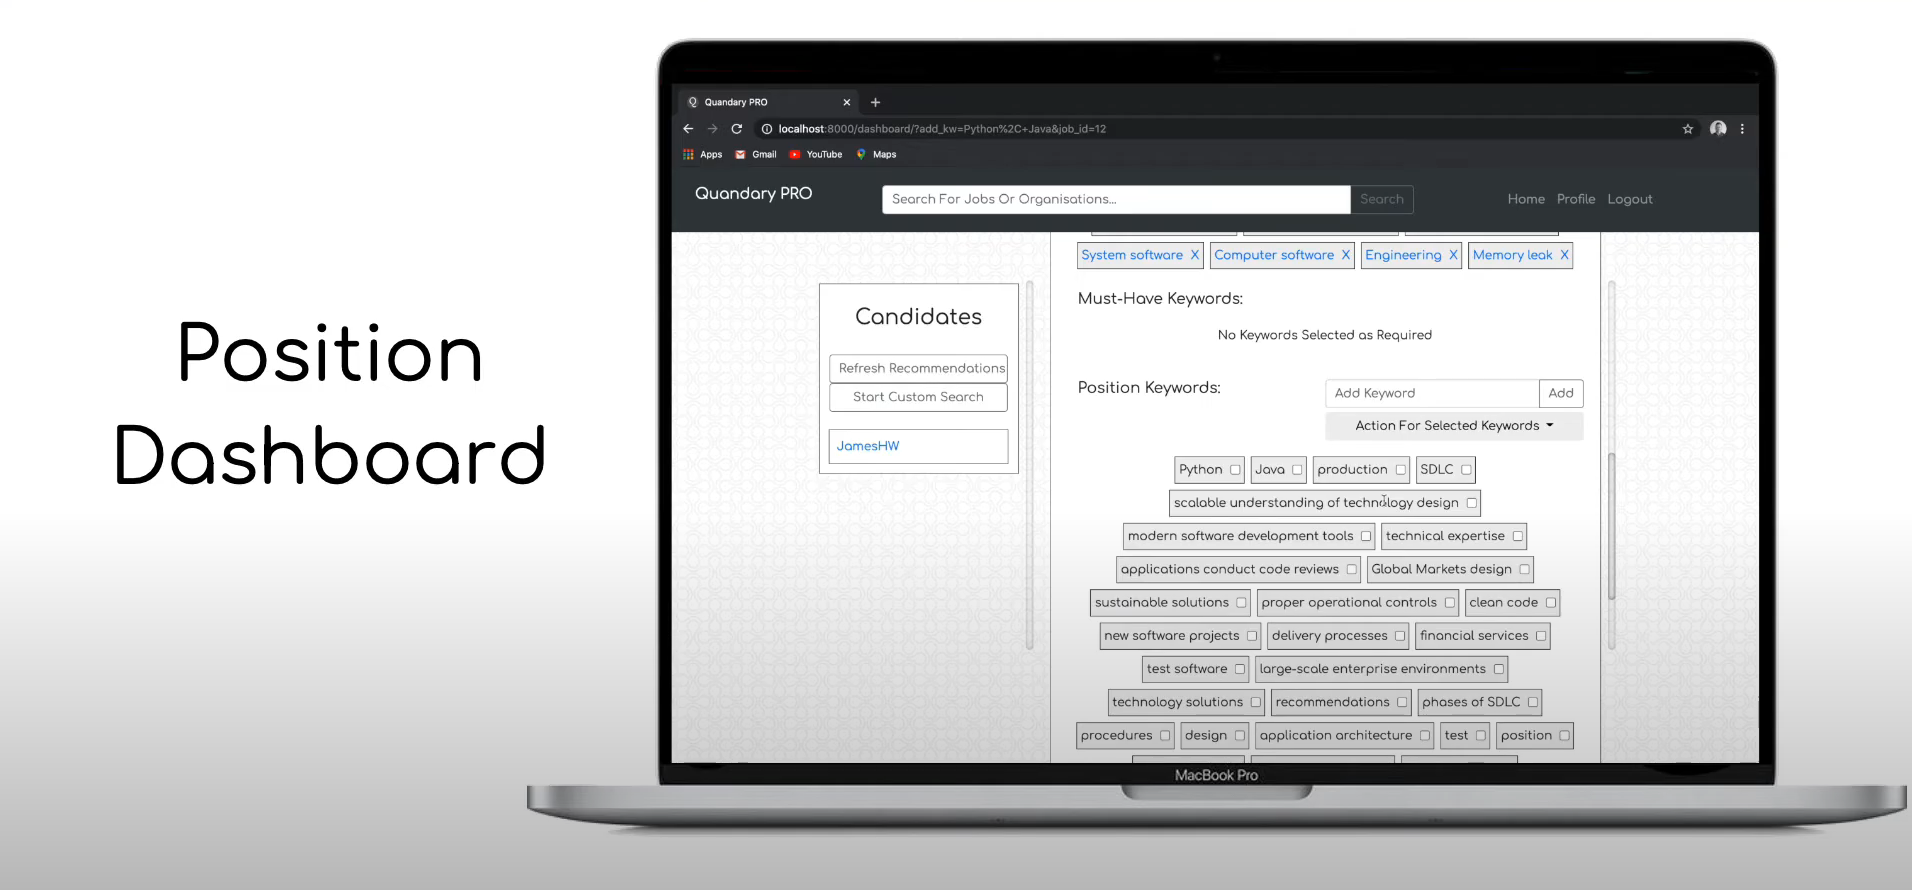 Position
Dashboard
Quandary PRO
localhost:8000/dashboard/?add_kw=Python%2C+Java&job_id=12
Apps Gmail YouTube Maps
Quandary PRO
Search For Jobs Or Organisations...
Search
Home Profile Logout
Candidates
Refresh Recommendations
Start Custom Search
JamesHW
System software X Computer software X Engineering X Memory leak X
Must-Have Keywords:
No Keywords Selected as Required
Position Keywords:
Add Keyword
Add
Action For Selected Keywords
Python Java production SDLC
scalable understanding of technology design
modern software development tools technical expertise
applications conduct code reviews Global Markets design
sustainable solutions proper operational controls clean code
new software projects delivery processes financial services
test software large-scale enterprise environments
technology solutions recommendations phases of SDLC
procedures design application architecture test position
MacBook Pro